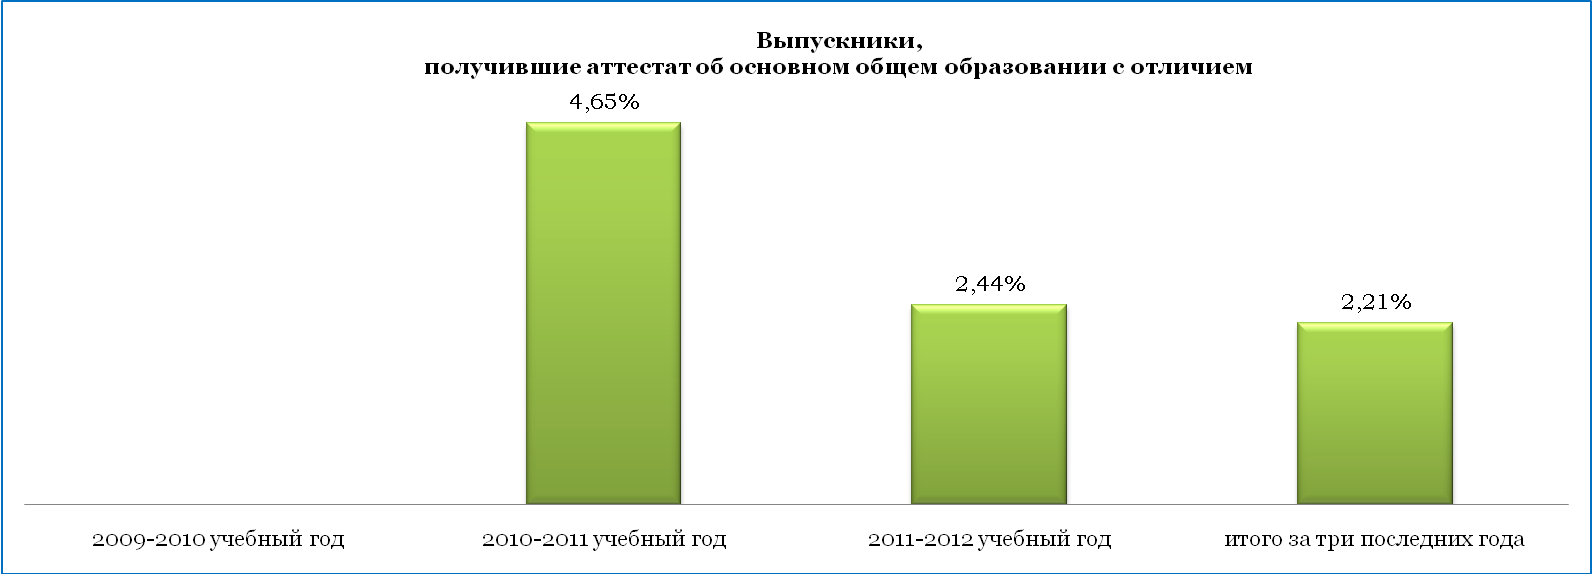 Выпускники,
получившие аттестат об основном общем образовании с отличием
4,65%
2,44%
2,21%
2009-2010 учебный год
2010-2011 учебный год
2011-2012 учебный год
итого за три последних года